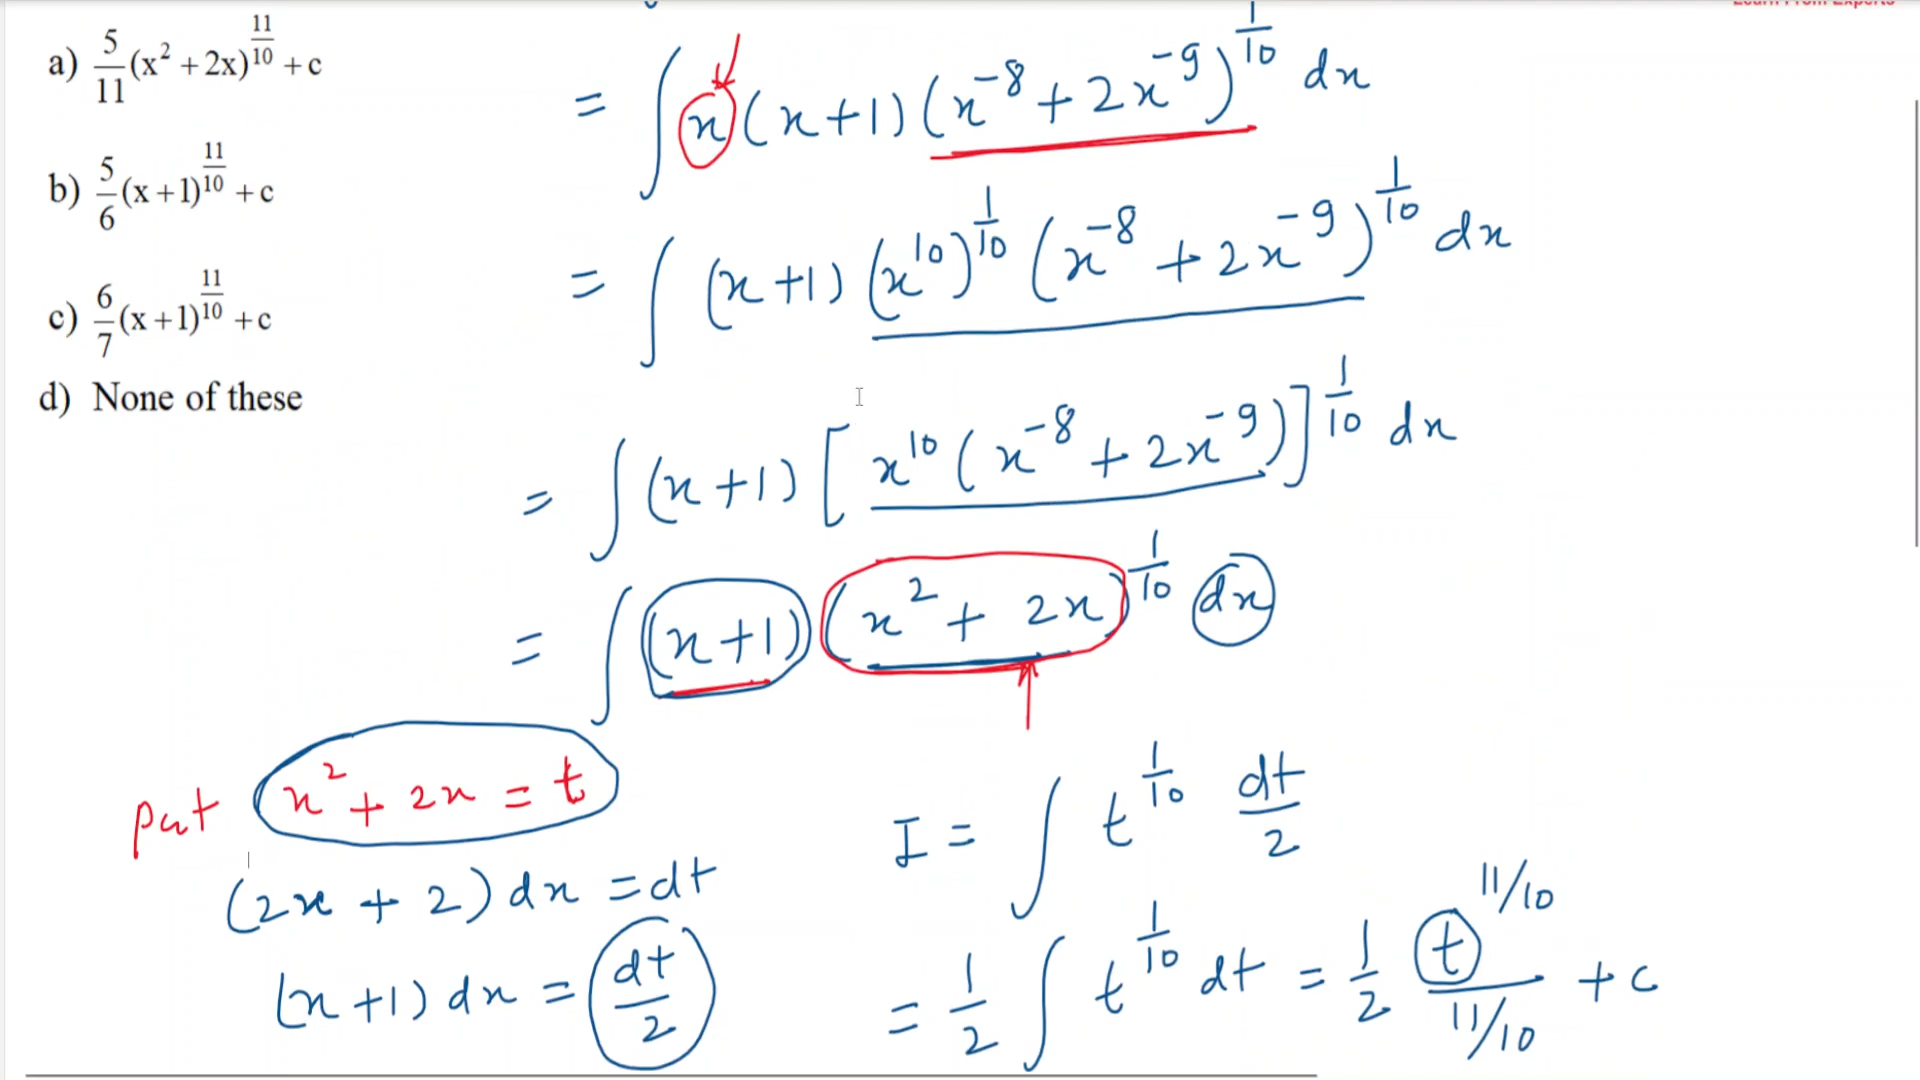 a) 5/11 (x² + 2x)^(11/10) + c
b) 5/6 (x + 1)^(11/10) + c
c) 6/7 (x + 1)^(11/10) + c
d) None of these
= ∫ x (x+1) (x⁻⁸ + 2x⁻⁹)^(1/10) dx
= ∫ (x+1) (x¹⁰)^(1/10) (x⁻⁸ + 2x⁻⁹)^(1/10) dx
= ∫ (x+1) [x¹⁰ (x⁻⁸ + 2x⁻⁹)]^(1/10) dx
= ∫ (x+1) (x² + 2x)^(1/10) dx
put x² + 2x = t
(2x + 2) dx = dt
(x+1) dx = dt/2
I = ∫ t^(1/10) dt/2
= 1/2 ∫ t^(1/10) dt = 1/2 t^(11/10) / (11/10) + c